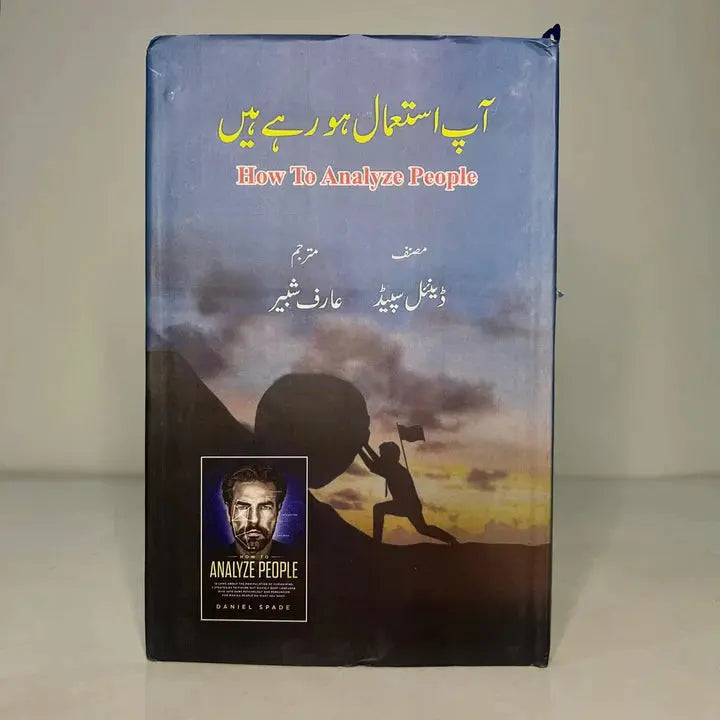 آپ استعمال ہو رہے ہیں
How To Analyze People
مصنف مترجم
ڈینئل سپیڈ عارف شبیر
HOW TO
ANALYZE PEOPLE
DANIEL SPADE